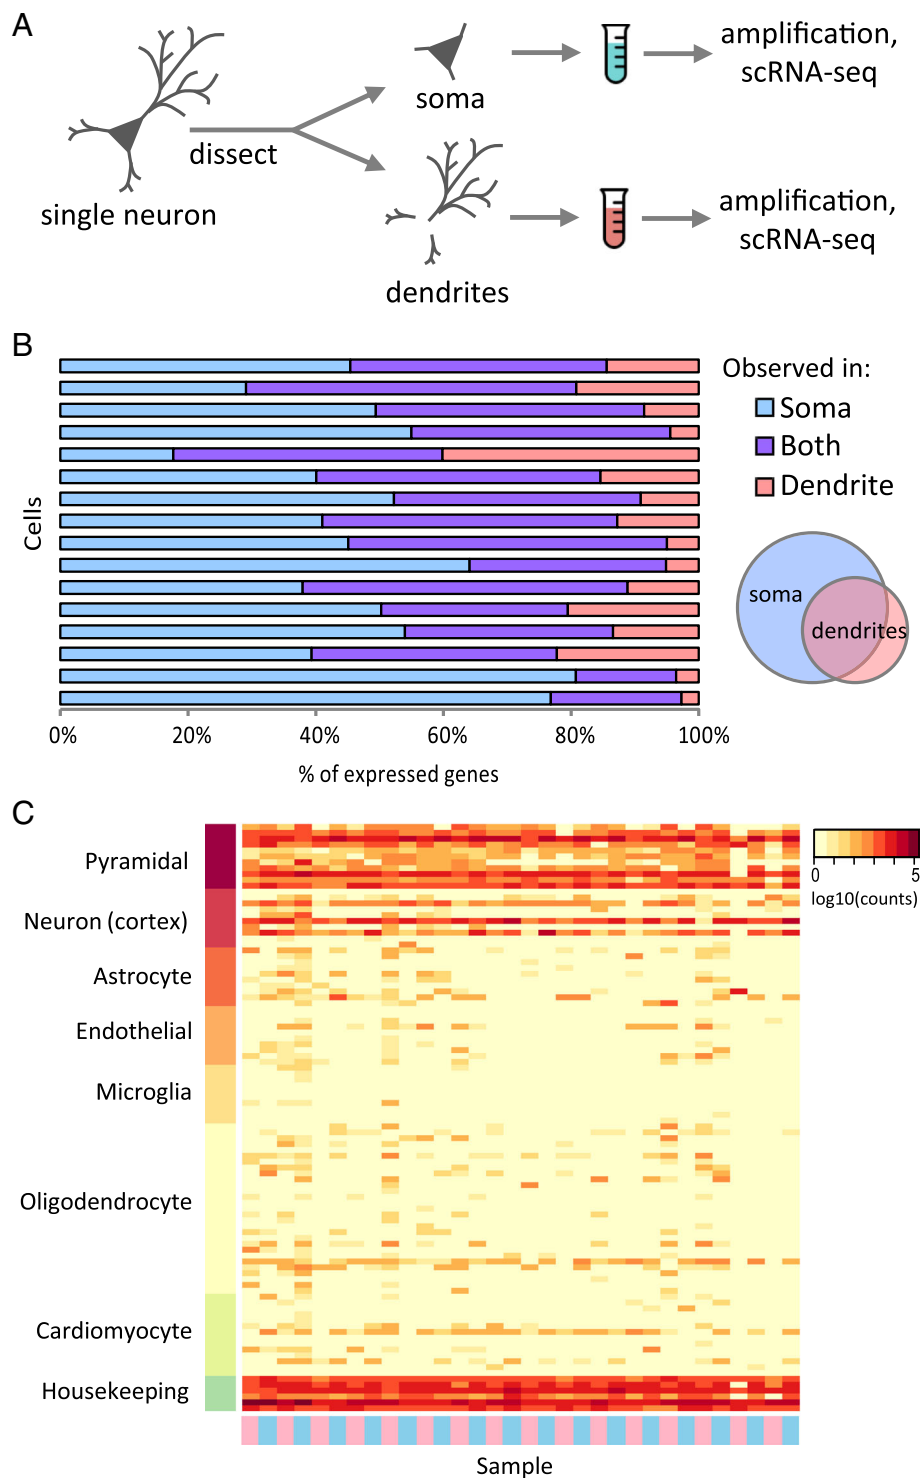 A
single neuron
dissect
soma
amplification,
scRNA-seq
dendrites
amplification,
scRNA-seq
B
Cells
0%
20%
40%
60%
80%
100%
% of expressed genes
Observed in:
Soma
Both
Dendrite
soma
dendrites
C
Pyramidal
Neuron (cortex)
Astrocyte
Endothelial
Microglia
Oligodendrocyte
Cardiomyocyte
Housekeeping
Sample
0
5
log10(counts)